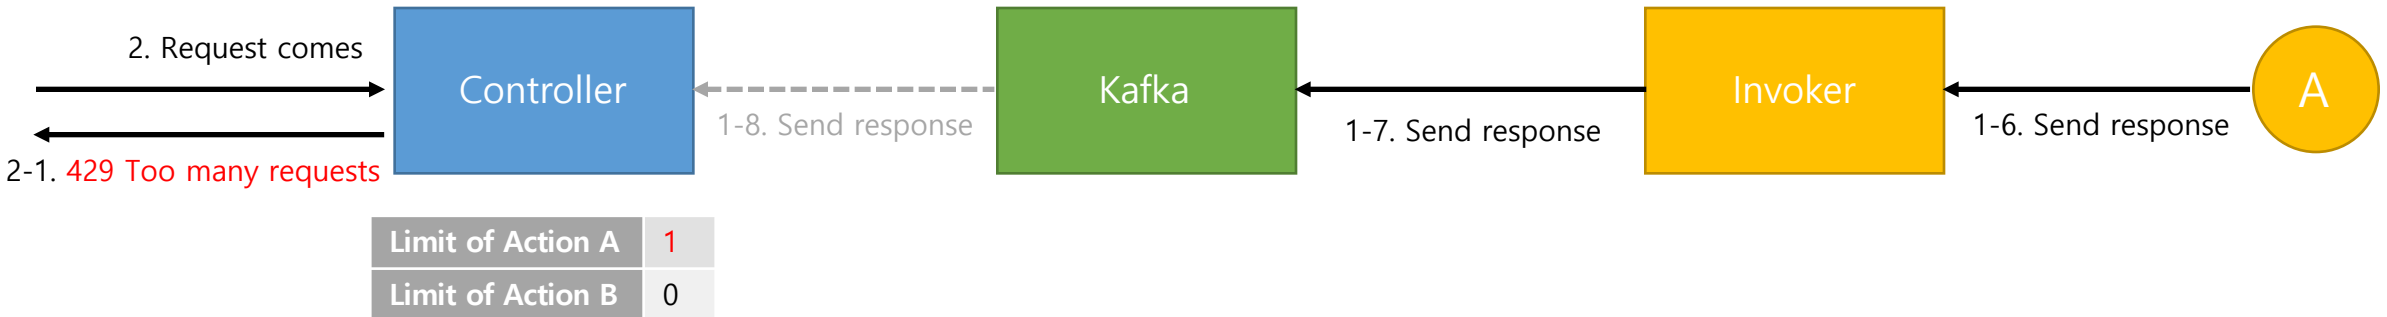 2. Request comes
Controller
Kafka
Invoker
A
1-8. Send response
1-7. Send response
1-6. Send response
2-1. 429 Too many requests
Limit of Action A 1
Limit of Action B 0